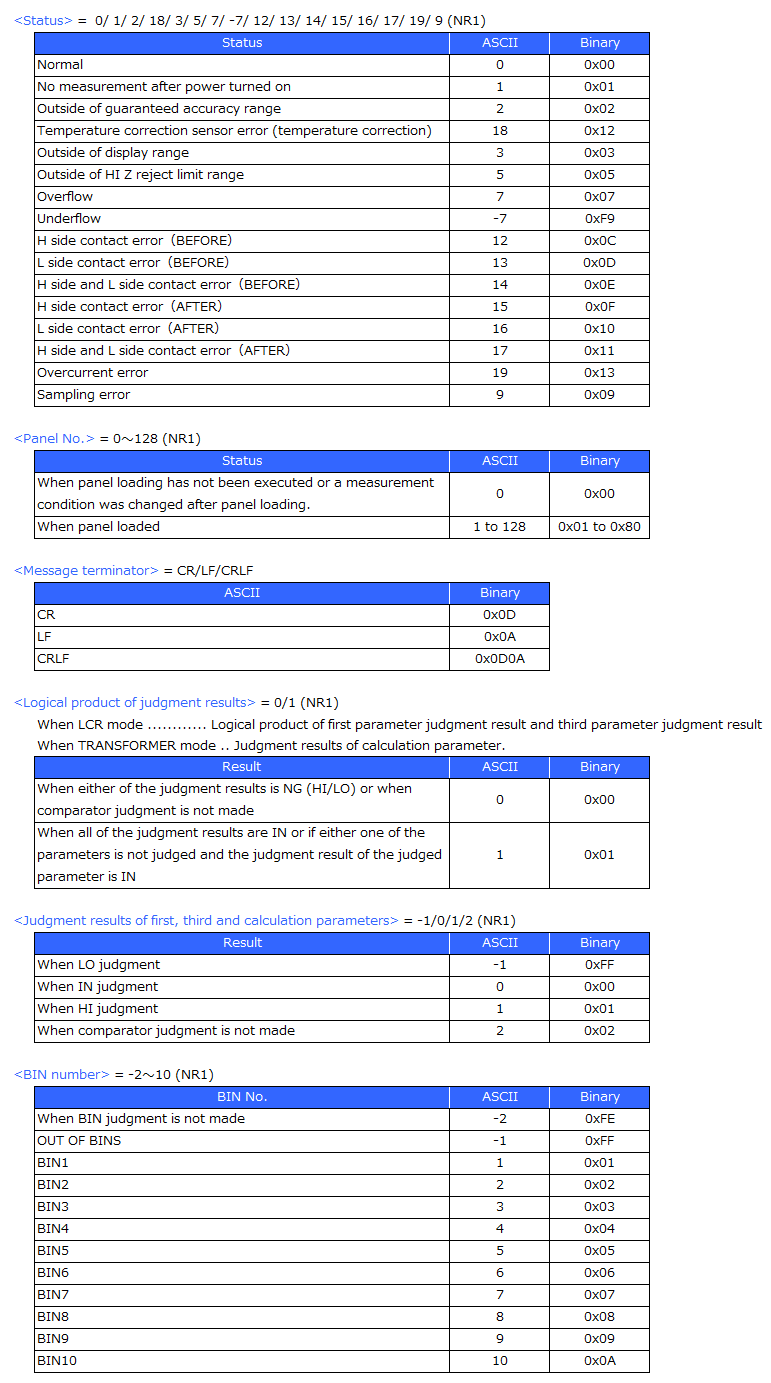 <Status> = 0/ 1/ 2/ 18/ 3/ 5/ 7/ -7/ 12/ 13/ 14/ 15/ 16/ 17/ 19/ 9 (NR1)
Status ASCII Binary
Normal 0 0x00
No measurement after power turned on 1 0x01
Outside of guaranteed accuracy range 2 0x02
Temperature correction sensor error (temperature correction) 18 0x12
Outside of display range 3 0x03
Outside of HI Z reject limit range 5 0x05
Overflow 7 0x07
Underflow -7 0xF9
H side contact error（BEFORE） 12 0x0C
L side contact error（BEFORE） 13 0x0D
H side and L side contact error（BEFORE） 14 0x0E
H side contact error（AFTER） 15 0x0F
L side contact error（AFTER） 16 0x10
H side and L side contact error（AFTER） 17 0x11
Overcurrent error 19 0x13
Sampling error 9 0x09
<Panel No.> = 0～128 (NR1)
Status ASCII Binary
When panel loading has not been executed or a measurement
condition was changed after panel loading. 0 0x00
When panel loaded 1 to 128 0x01 to 0x80
<Message terminator> = CR/LF/CRLF
ASCII Binary
CR 0x0D
LF 0x0A
CRLF 0x0D0A
<Logical product of judgment results> = 0/1 (NR1)
When LCR mode ............ Logical product of first parameter judgment result and third parameter judgment result
When TRANSFORMER mode .. Judgment results of calculation parameter.
Result ASCII Binary
When either of the judgment results is NG (HI/LO) or when
comparator judgment is not made 0 0x00
When all of the judgment results are IN or if either one of the
parameters is not judged and the judgment result of the judged 1 0x01
parameter is IN
<Judgment results of first, third and calculation parameters> = -1/0/1/2 (NR1)
Result ASCII Binary
When LO judgment -1 0xFF
When IN judgment 0 0x00
When HI judgment 1 0x01
When comparator judgment is not made 2 0x02
<BIN number> = -2～10 (NR1)
BIN No. ASCII Binary
When BIN judgment is not made -2 0xFE
OUT OF BINS -1 0xFF
BIN1 1 0x01
BIN2 2 0x02
BIN3 3 0x03
BIN4 4 0x04
BIN5 5 0x05
BIN6 6 0x06
BIN7 7 0x07
BIN8 8 0x08
BIN9 9 0x09
BIN10 10 0x0A